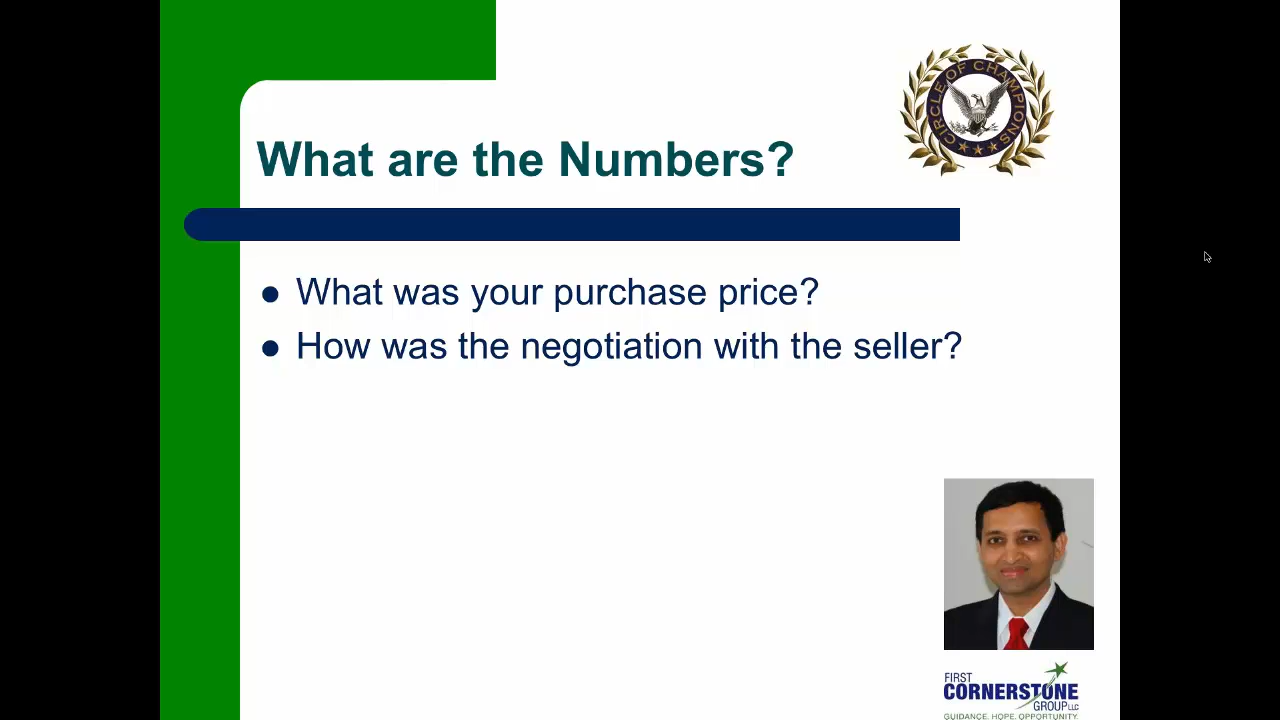 CIRCLE OF CHAMPIONS
What are the Numbers?
What was your purchase price?
How was the negotiation with the seller?
FIRST
CORNERSTONE
GROUP LLC
GUIDANCE. HOPE. OPPORTUNITY.